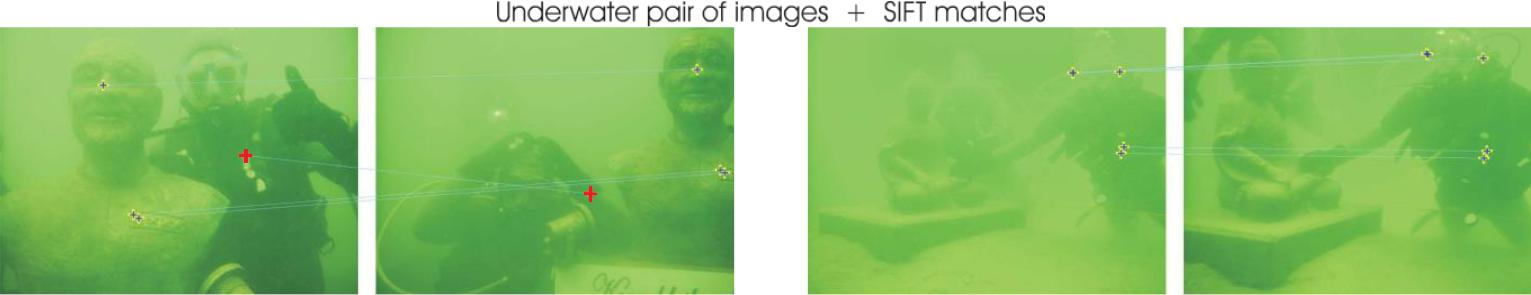 Underwater pair of images + SIFT matches